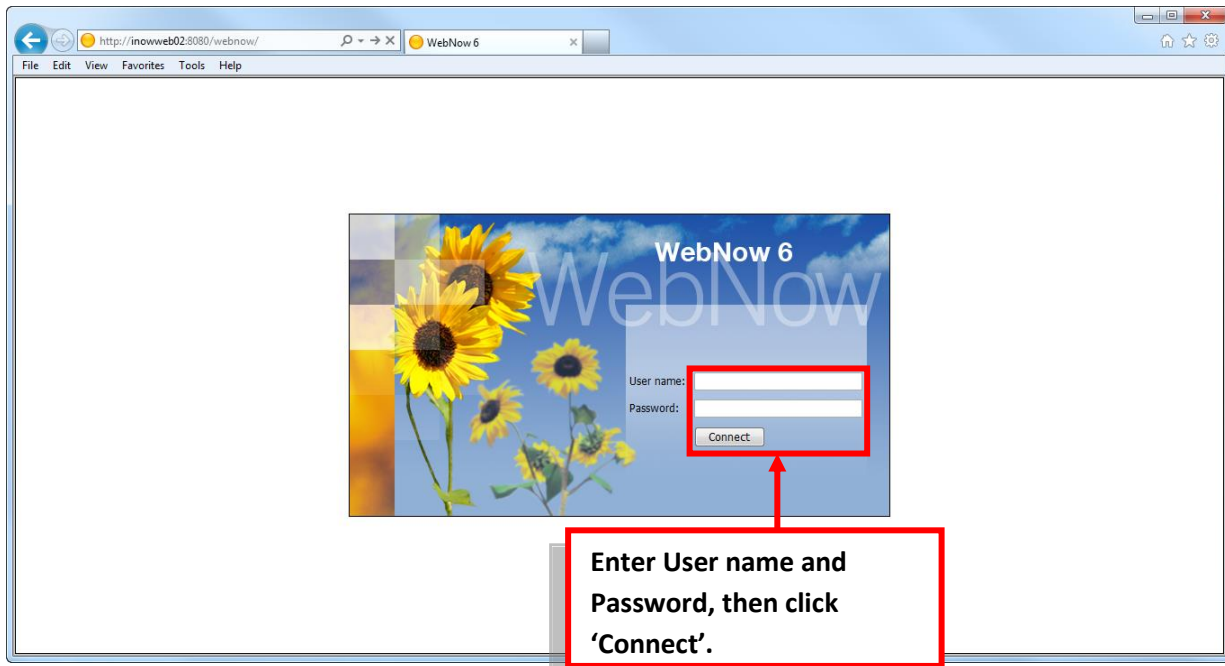 http://inowweb02:8080/webnow/
WebNow 6
File Edit View Favorites Tools Help
WebNow 6
WebNow
User name:
Password:
Connect
Enter User name and
Password, then click
‘Connect’.